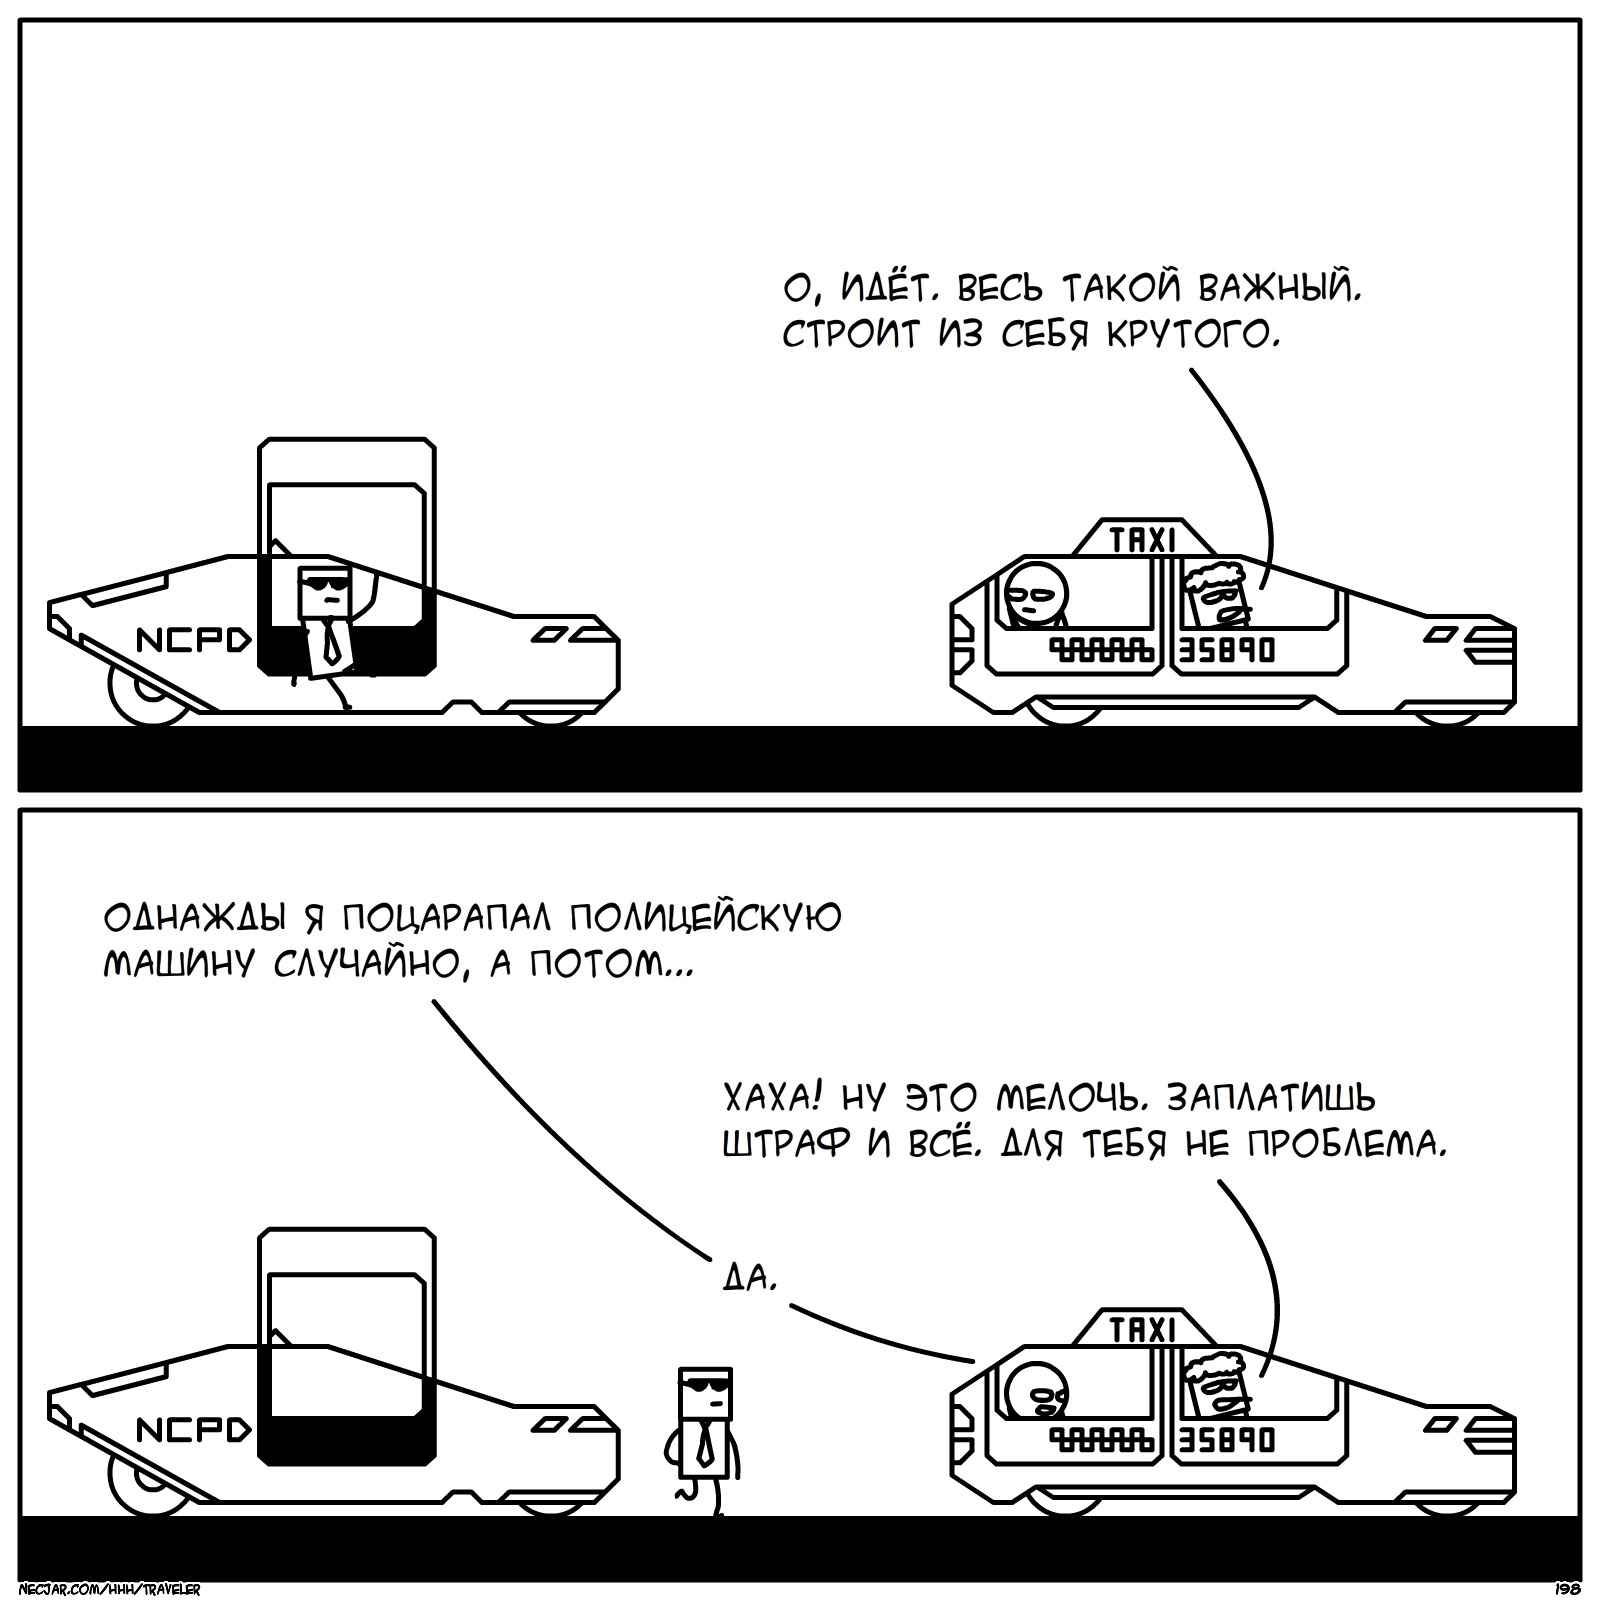 О, ИДЁТ. ВЕСЬ ТАКОЙ ВАЖНЫЙ.
СТРОИТ ИЗ СЕБЯ КРУТОГО.
TAXI
NCPD
35890
ОДНАЖДЫ Я ПОЦАРАПАЛ ПОЛИЦЕЙСКУЮ
МАШИНУ СЛУЧАЙНО, А ПОТОМ...
ХАХА! НУ ЭТО МЕЛОЧЬ. ЗАПЛАТИШЬ
ШТРАФ И ВСЁ. ДЛЯ ТЕБЯ НЕ ПРОБЛЕМА.
ДА.
TAXI
NCPD
35890
NECJAR.COM/HHH/TRAVELER
198